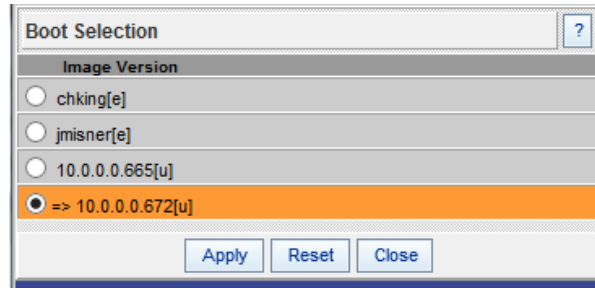 Boot Selection ?
Image Version
chking[e]
jmisner[e]
10.0.0.0.665[u]
=> 10.0.0.0.672[u]
Apply Reset Close